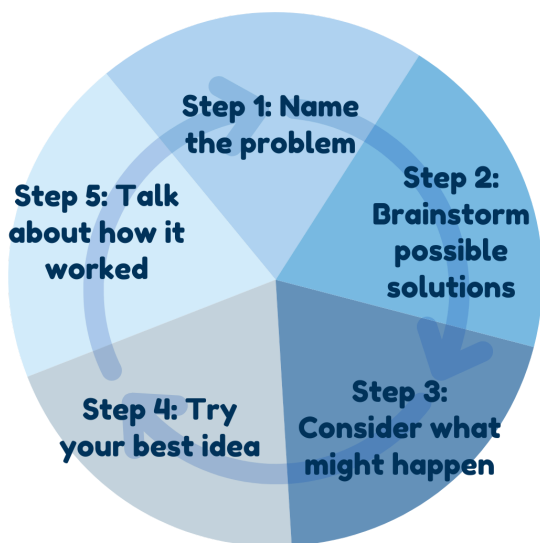 Step 1: Name
the problem
Step 2:
Brainstorm
possible
solutions
Step 3:
Consider what
might happen
Step 4: Try
your best idea
Step 5: Talk
about how it
worked